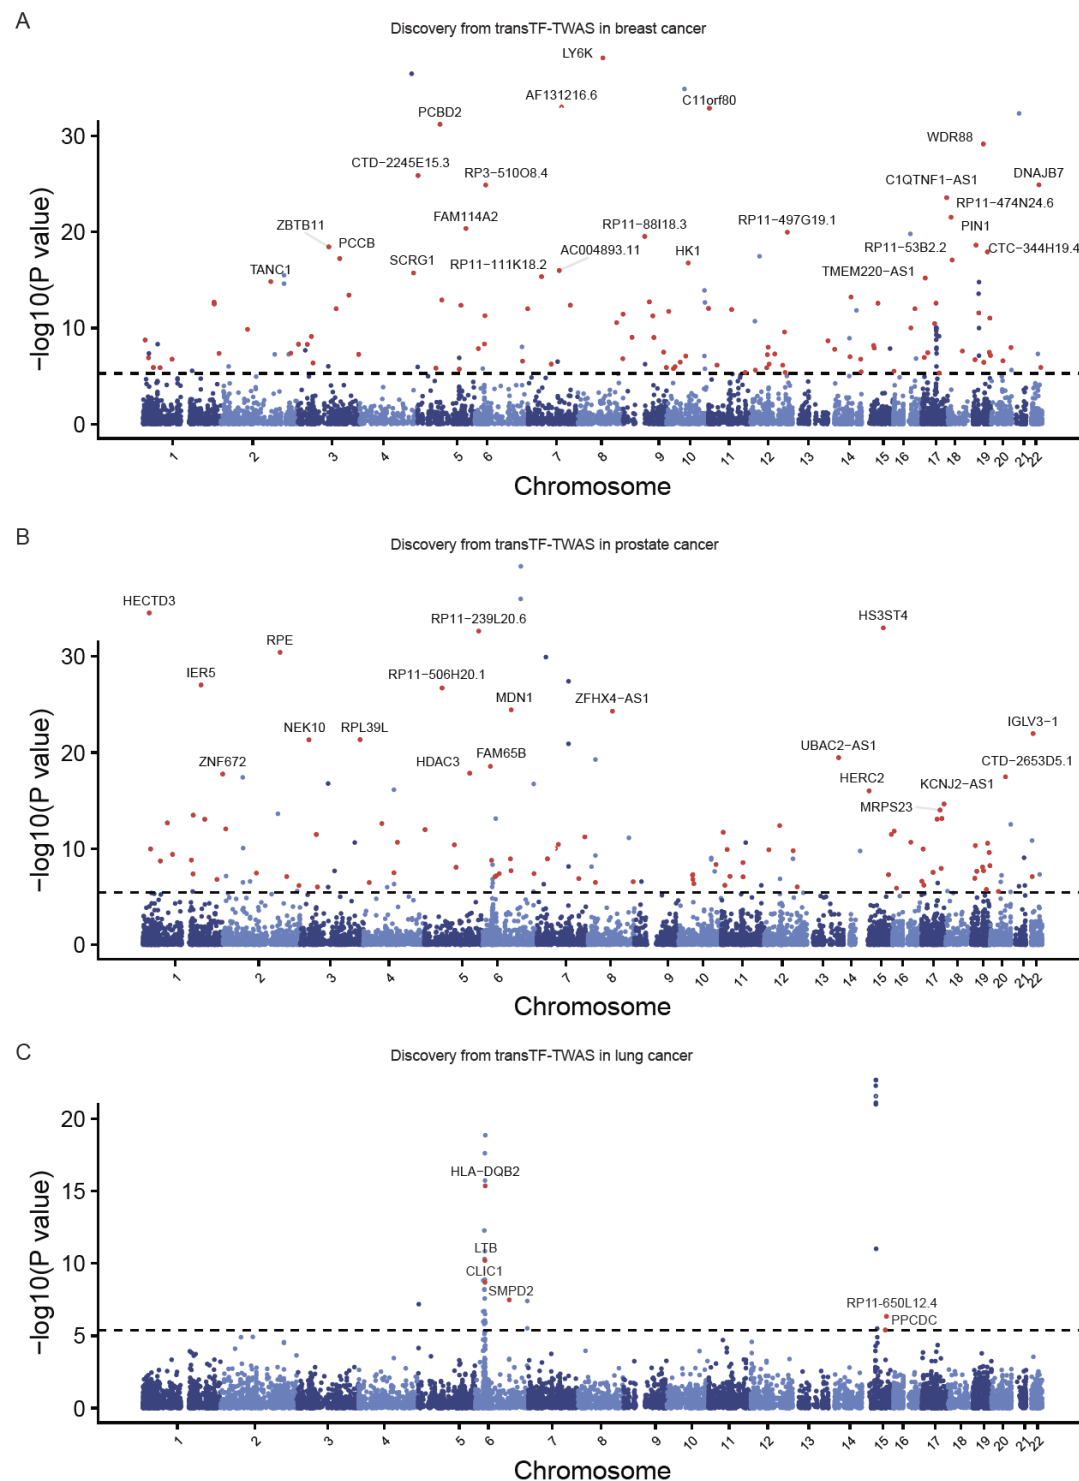 A
Discovery from transTF-TWAS in breast cancer
LY6K
AF131216.6
C11orf80
PCBD2
WDR88
CTD−2245E15.3
RP3−510O8.4
DNAJB7
C1QTNF1−AS1
RP11−474N24.6
ZBTB11
FAM114A2
RP11−88I18.3
RP11−497G19.1
PIN1
PCCB
AC004893.11
HK1
RP11−53B2.2
CTC−344H19.4
TANC1
SCRG1
RP11−111K18.2
TMEM220−AS1
30
20
10
0
−log10(P value)
1 2 3 4 5 6 7 8 9 10 11 12 13 14 15 16 17 18 19 20 21 22
Chromosome
B
Discovery from transTF-TWAS in prostate cancer
HECTD3
RP11−239L20.6
HS3ST4
RPE
IER5
RP11−506H20.1
MDN1
ZFHX4−AS1
NEK10
RPL39L
IGLV3−1
UBAC2−AS1
ZNF672
HDAC3
FAM65B
CTD−2653D5.1
HERC2
KCNJ2−AS1
MRPS23
30
20
10
0
−log10(P value)
1 2 3 4 5 6 7 8 9 10 11 12 13 14 15 16 17 18 19 20 21 22
Chromosome
C
Discovery from transTF-TWAS in lung cancer
HLA−DQB2
LTB
CLIC1
SMPD2
RP11-650L12.4
PPCDC
20
15
10
5
0
−log10(P value)
1 2 3 4 5 6 7 8 9 10 11 12 13 14 15 16 17 18 19 20 21 22
Chromosome